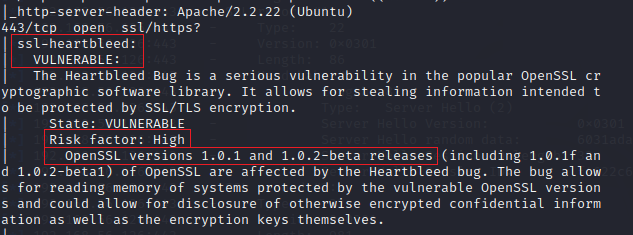 |_http-server-header: Apache/2.2.22 (Ubuntu)
443/tcp open ssl/https?
| ssl-heartbleed:
|   VULNERABLE:
|   The Heartbleed Bug is a serious vulnerability in the popular OpenSSL cr
yptographic software library. It allows for stealing information intended t
o be protected by SSL/TLS encryption.
|     State: VULNERABLE
|     Risk factor: High
|       OpenSSL versions 1.0.1 and 1.0.2-beta releases (including 1.0.1f an
d 1.0.2-beta1) of OpenSSL are affected by the Heartbleed bug. The bug allow
s for reading memory of systems protected by the vulnerable OpenSSL version
s and could allow for disclosure of otherwise encrypted confidential inform
ation as well as the encryption keys themselves.